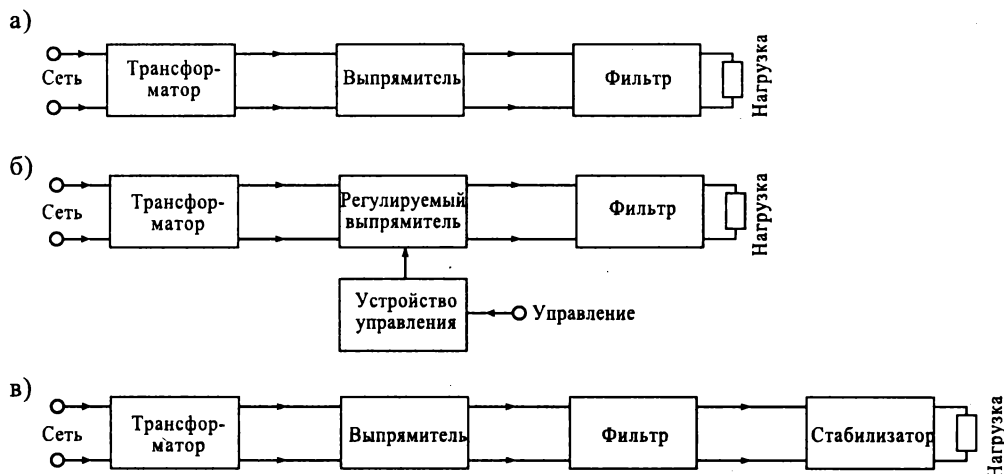 а)
Сеть
Трансфор-
матор
Выпрямитель
Фильтр
Нагрузка
б)
Сеть
Трансфор-
матор
Регулируемый
выпрямитель
Фильтр
Нагрузка
Устройство
управления
Управление
в)
Сеть
Трансфор-
матор
Выпрямитель
Фильтр
Стабилизатор
Нагрузка